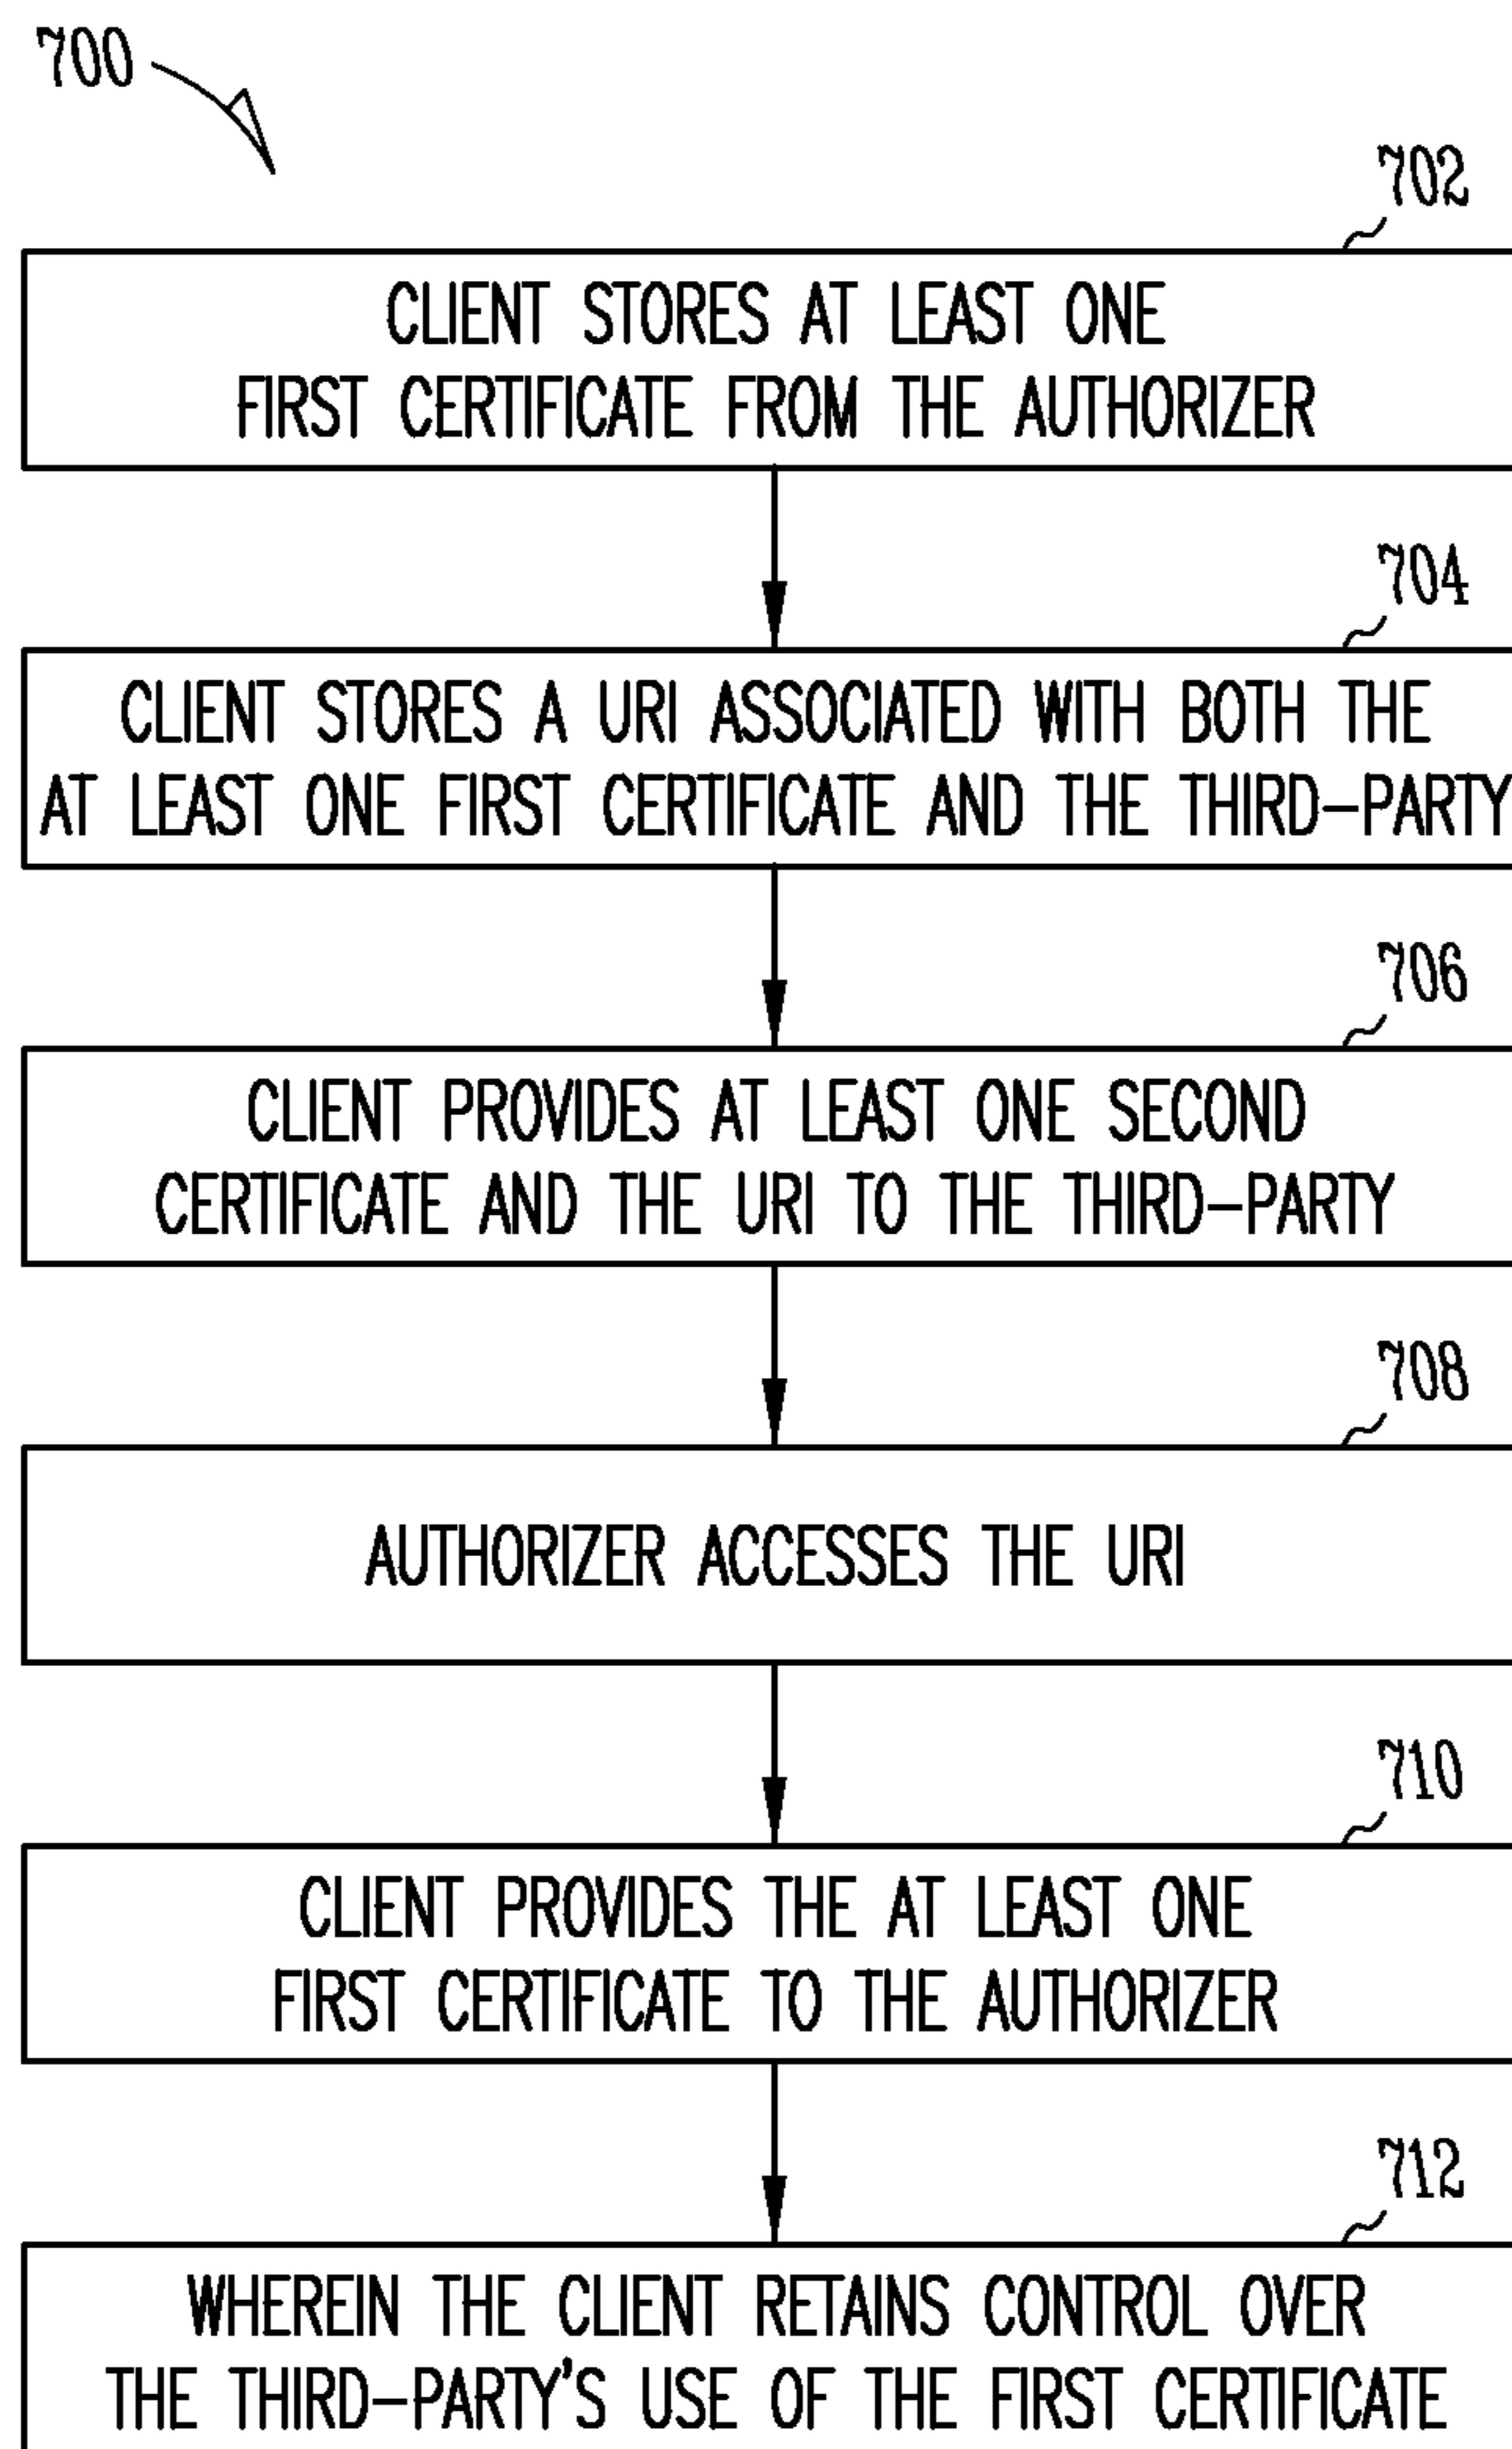 700
702
CLIENT STORES AT LEAST ONE
FIRST CERTIFICATE FROM THE AUTHORIZER
704
CLIENT STORES A URI ASSOCIATED WITH BOTH THE
AT LEAST ONE FIRST CERTIFICATE AND THE THIRD-PARTY
706
CLIENT PROVIDES AT LEAST ONE SECOND
CERTIFICATE AND THE URI TO THE THIRD-PARTY
708
AUTHORIZER ACCESSES THE URI
710
CLIENT PROVIDES THE AT LEAST ONE
FIRST CERTIFICATE TO THE AUTHORIZER
712
WHEREIN THE CLIENT RETAINS CONTROL OVER
THE THIRD-PARTY'S USE OF THE FIRST CERTIFICATE